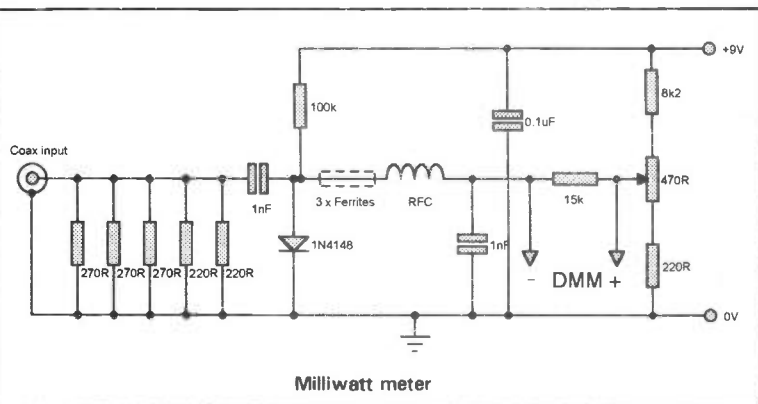 +9V
100k
8k2
0.1uF
Coax input
470R
1nF
3 x Ferrites
RFC
15k
1N4148
1nF
270R 270R 270R 220R 220R
- DMM +
220R
0V
Milliwatt meter